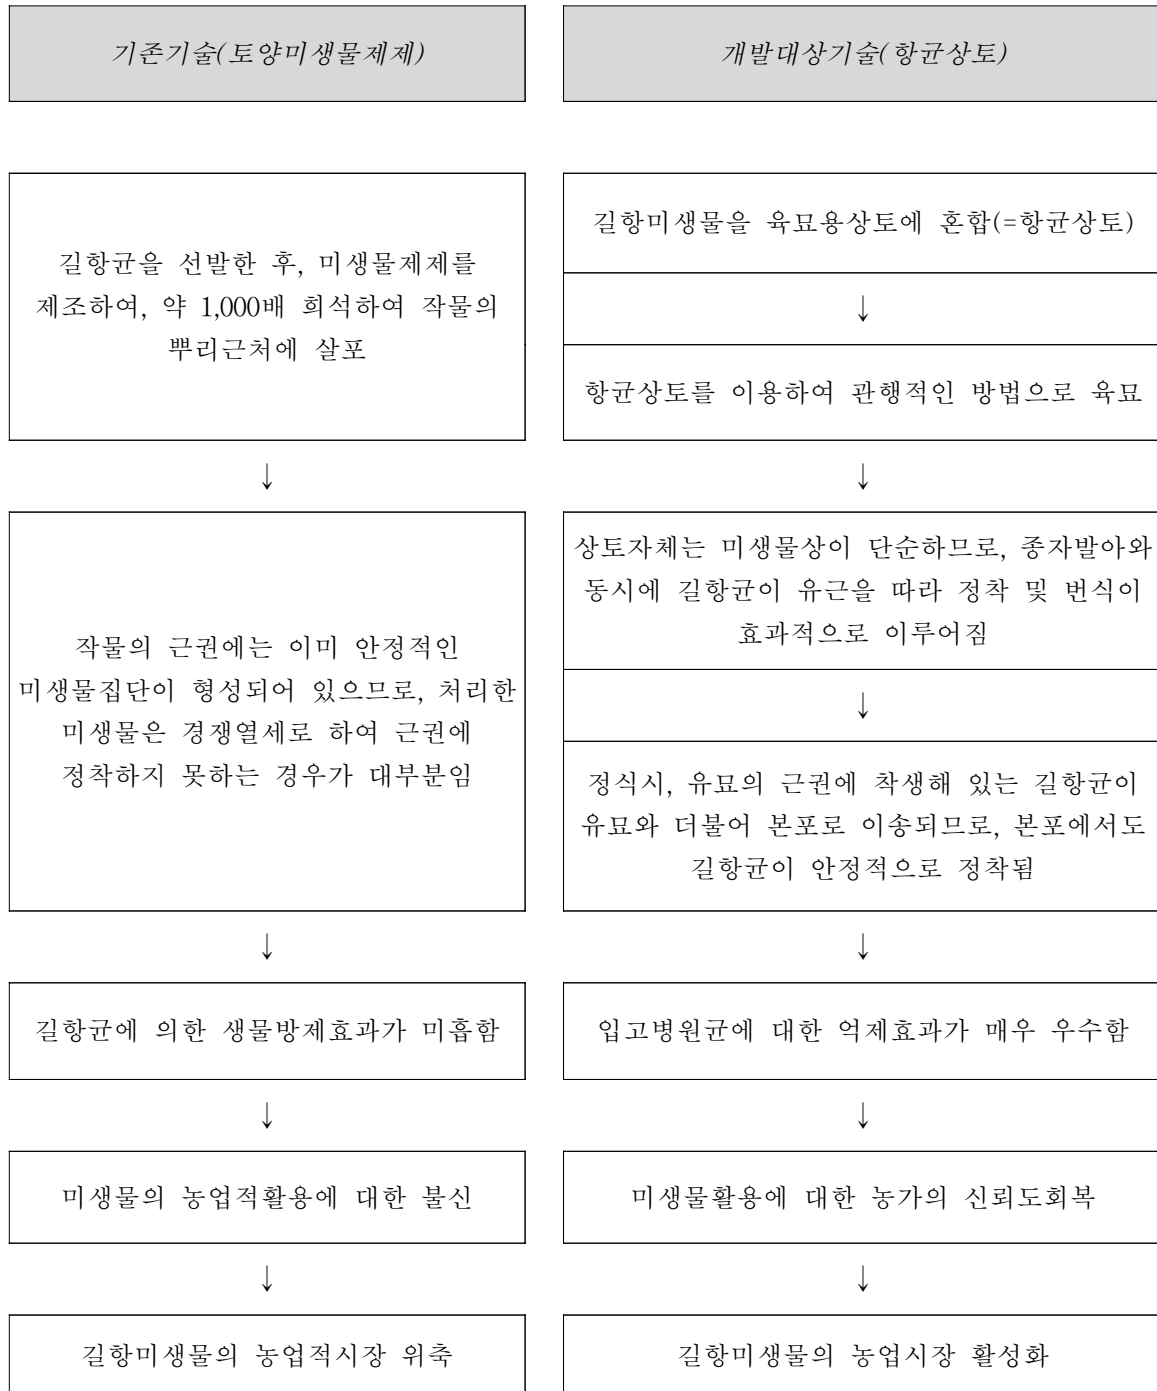 기존기술(토양미생물제제)
길항균을 선발한 후, 미생물제제를
제조하여, 약 1,000배 희석하여 작물의
뿌리근처에 살포
↓
작물의 근권에는 이미 안정적인
미생물집단이 형성되어 있으므로, 처리한
미생물은 경쟁열세로 하여 근권에
정착하지 못하는 경우가 대부분임
↓
길항균에 의한 생물방제효과가 미흡함
↓
미생물의 농업적활용에 대한 불신
↓
길항미생물의 농업적시장 위축
개발대상기술(항균상토)
길항미생물을 육묘용상토에 혼합(=항균상토)
↓
항균상토를 이용하여 관행적인 방법으로 육묘
↓
상토자체는 미생물상이 단순하므로, 종자발아와
동시에 길항균이 유근을 따라 정착 및 번식이
효과적으로 이루어짐
↓
정식시, 유묘의 근권에 착생해 있는 길항균이
유묘와 더불어 본포로 이송되므로, 본포에서도
길항균이 안정적으로 정착됨
↓
입고병원균에 대한 억제효과가 매우 우수함
↓
미생물활용에 대한 농가의 신뢰도회복
↓
길항미생물의 농업시장 활성화